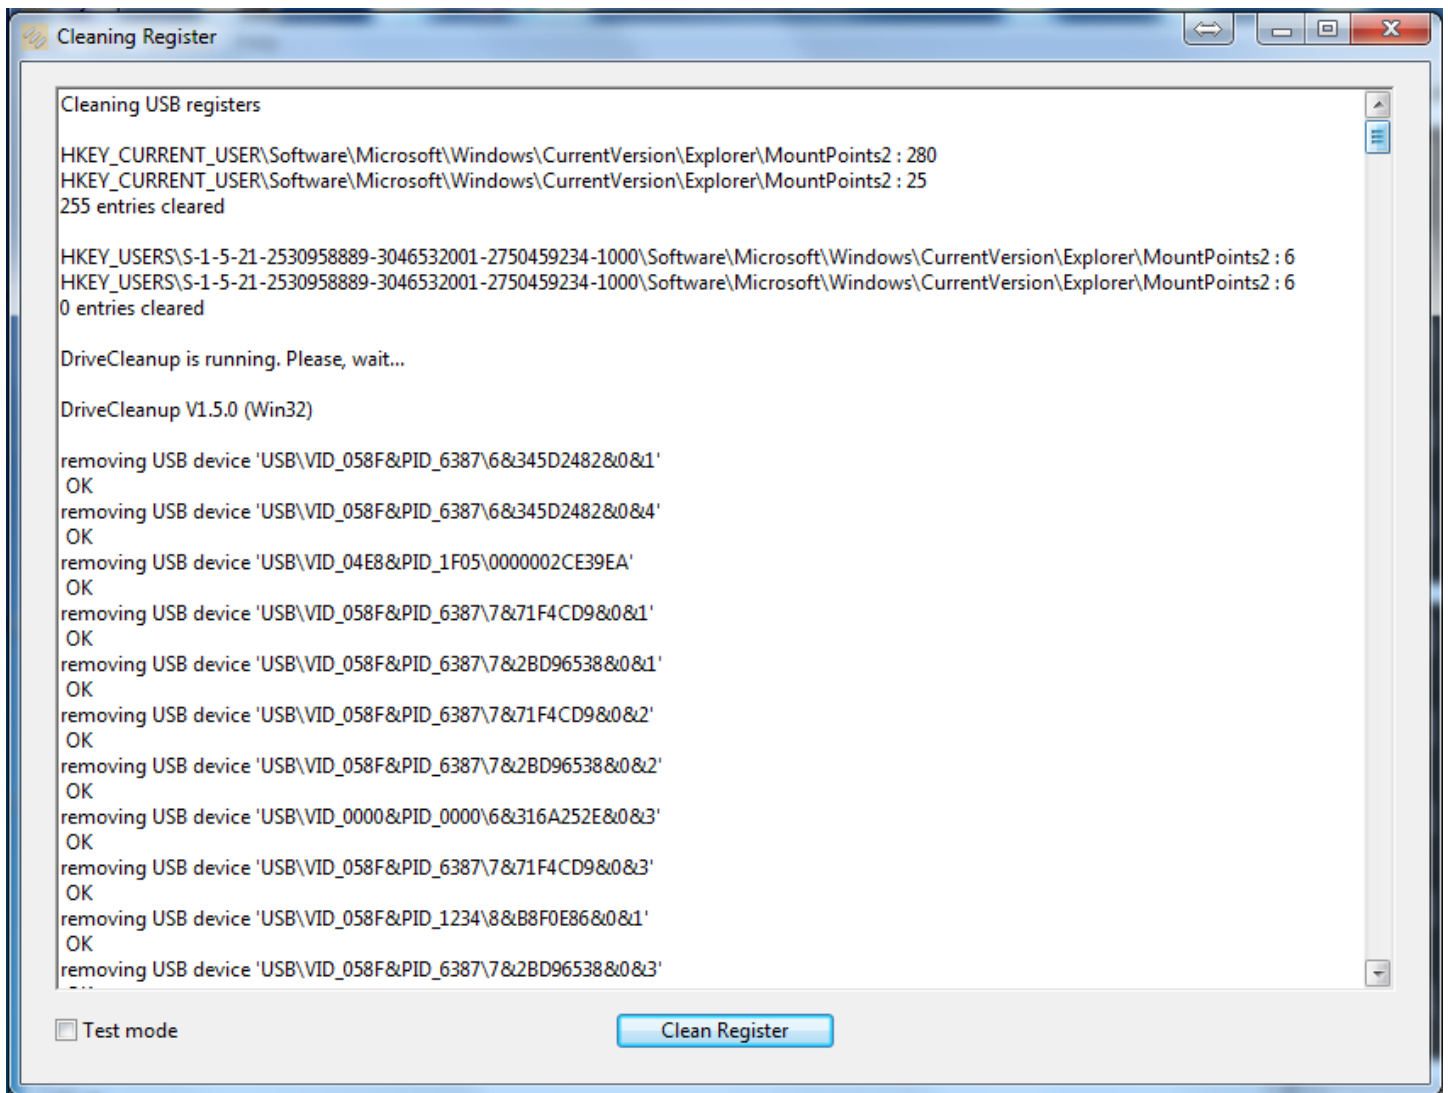 Cleaning Register
Cleaning USB registers
HKEY_CURRENT_USER\Software\Microsoft\Windows\CurrentVersion\Explorer\MountPoints2 : 280
HKEY_CURRENT_USER\Software\Microsoft\Windows\CurrentVersion\Explorer\MountPoints2 : 25
255 entries cleared
HKEY_USERS\S-1-5-21-2530958889-3046532001-2750459234-1000\Software\Microsoft\Windows\CurrentVersion\Explorer\MountPoints2 : 6
HKEY_USERS\S-1-5-21-2530958889-3046532001-2750459234-1000\Software\Microsoft\Windows\CurrentVersion\Explorer\MountPoints2 : 6
0 entries cleared
DriveCleanup is running. Please, wait...
DriveCleanup V1.5.0 (Win32)
removing USB device 'USB\VID_058F&PID_6387\6&345D2482&0&1'
OK
removing USB device 'USB\VID_058F&PID_6387\6&345D2482&0&4'
OK
removing USB device 'USB\VID_04E8&PID_1F05\0000002CE39EA'
OK
removing USB device 'USB\VID_058F&PID_6387\7&71F4CD9&0&1'
OK
removing USB device 'USB\VID_058F&PID_6387\7&2BD96538&0&1'
OK
removing USB device 'USB\VID_058F&PID_6387\7&71F4CD9&0&2'
OK
removing USB device 'USB\VID_058F&PID_6387\7&2BD96538&0&2'
OK
removing USB device 'USB\VID_0000&PID_0000\6&316A252E&0&3'
OK
removing USB device 'USB\VID_058F&PID_6387\7&71F4CD9&0&3'
OK
removing USB device 'USB\VID_058F&PID_1234\8&B8F0E86&0&1'
OK
removing USB device 'USB\VID_058F&PID_6387\7&2BD96538&0&3'
Test mode
Clean Register